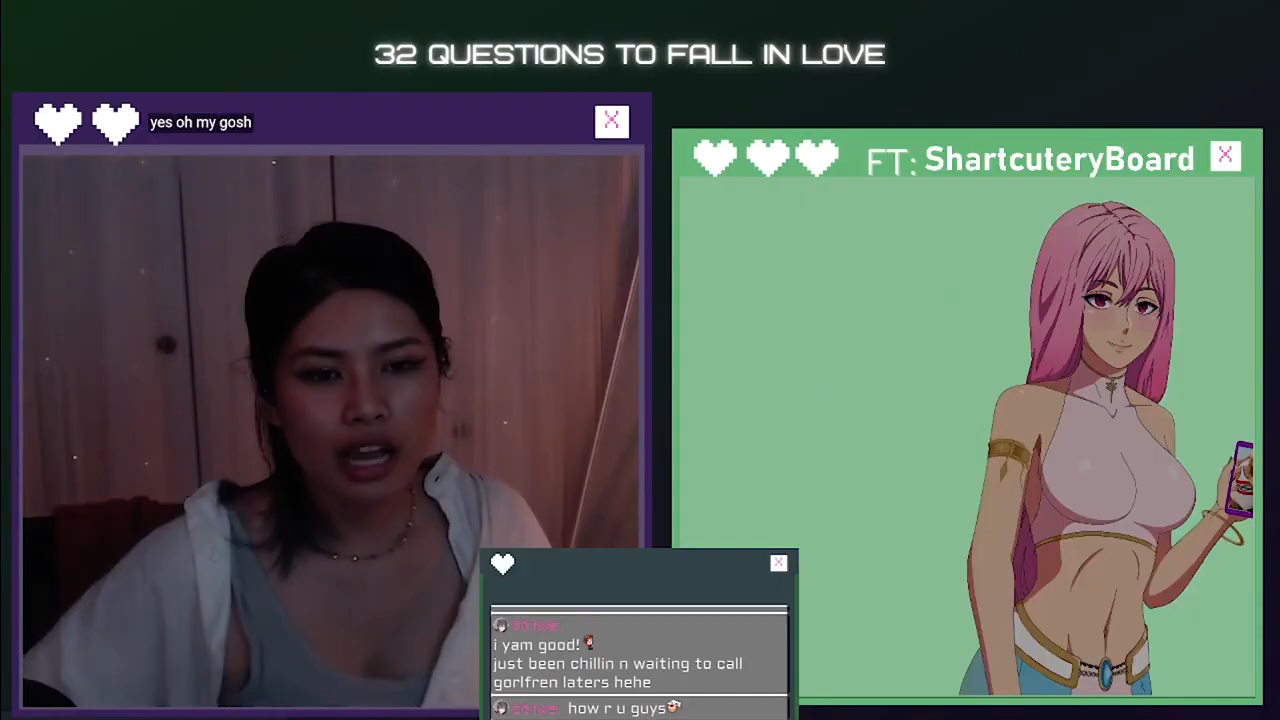 32 QUESTIONS TO FALL IN LOVE
yes oh my gosh
FT: ShartcuteryBoard
i yam good!
just been chillin n waiting to call
gorlfren laters hehe
how r u guys